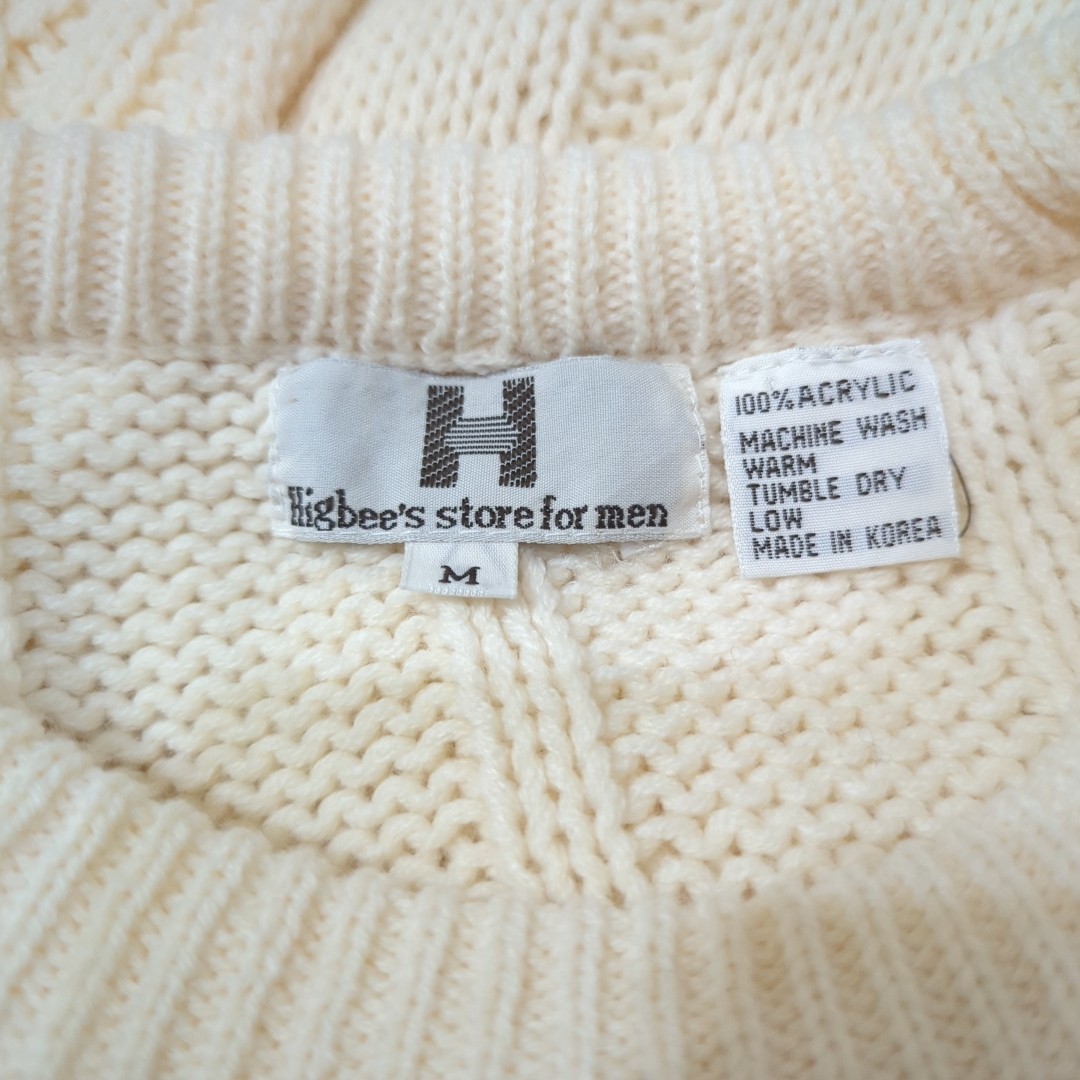 H
Higbee's store for men
M
100% ACRYLIC
MACHINE WASH
WARM
TUMBLE DRY
LOW
MADE IN KOREA